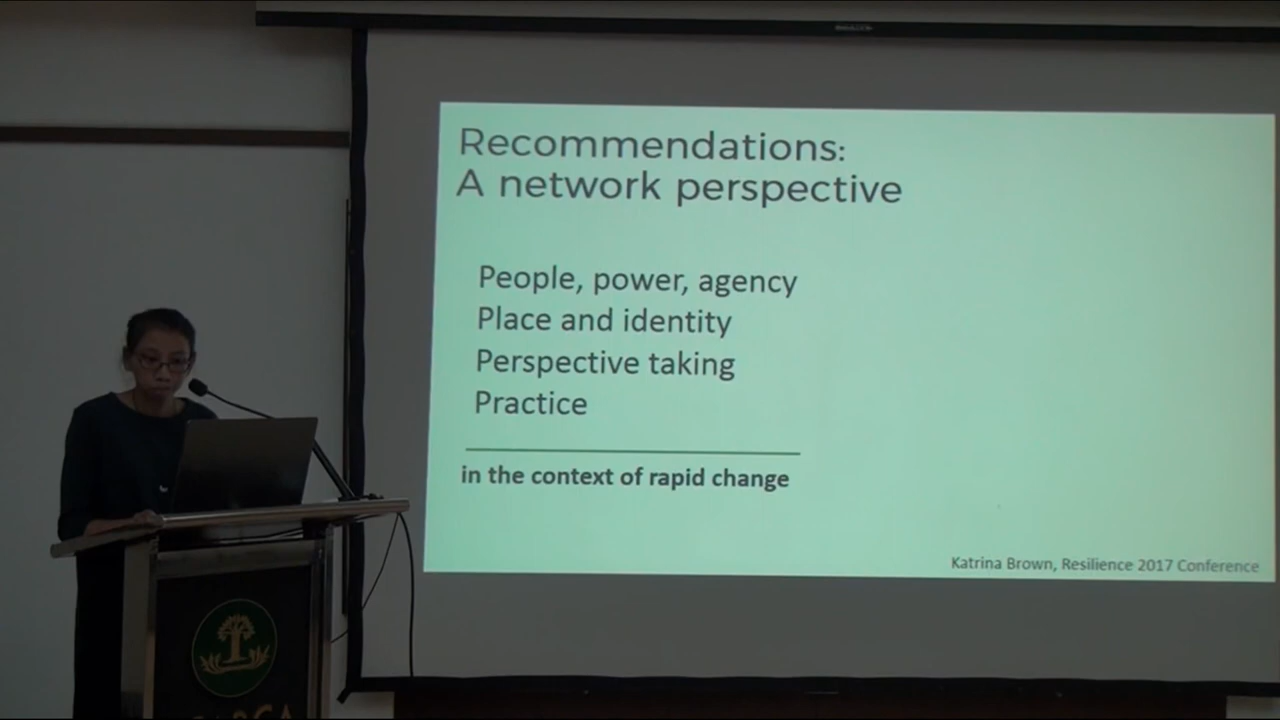 Recommendations:
A network perspective
People, power, agency
Place and identity
Perspective taking
Practice
in the context of rapid change
Katrina Brown, Resilience 2017 Conference